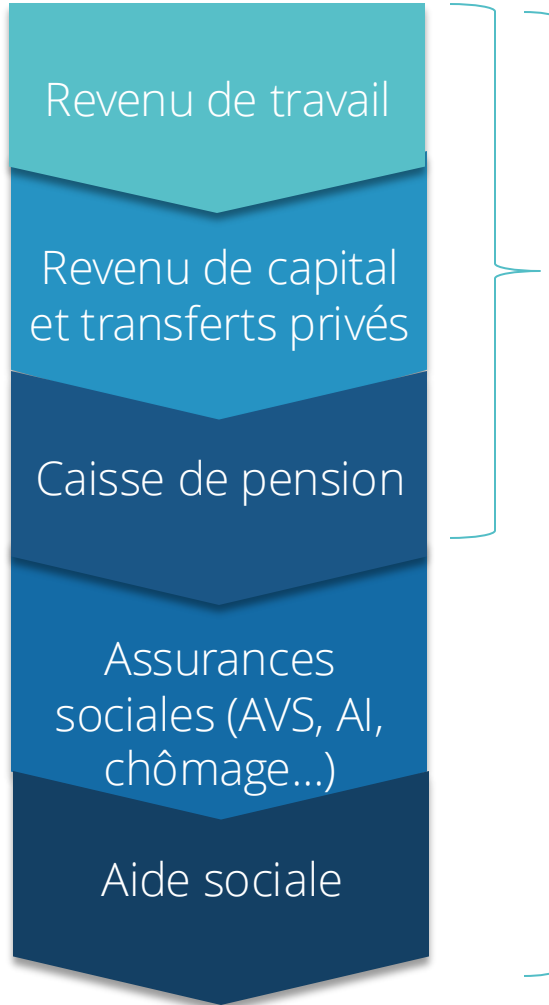 Revenu de travail
Revenu de capital
et transferts privés
Caisse de pension
Assurances
sociales (AVS, AI,
chômage...)
Aide sociale